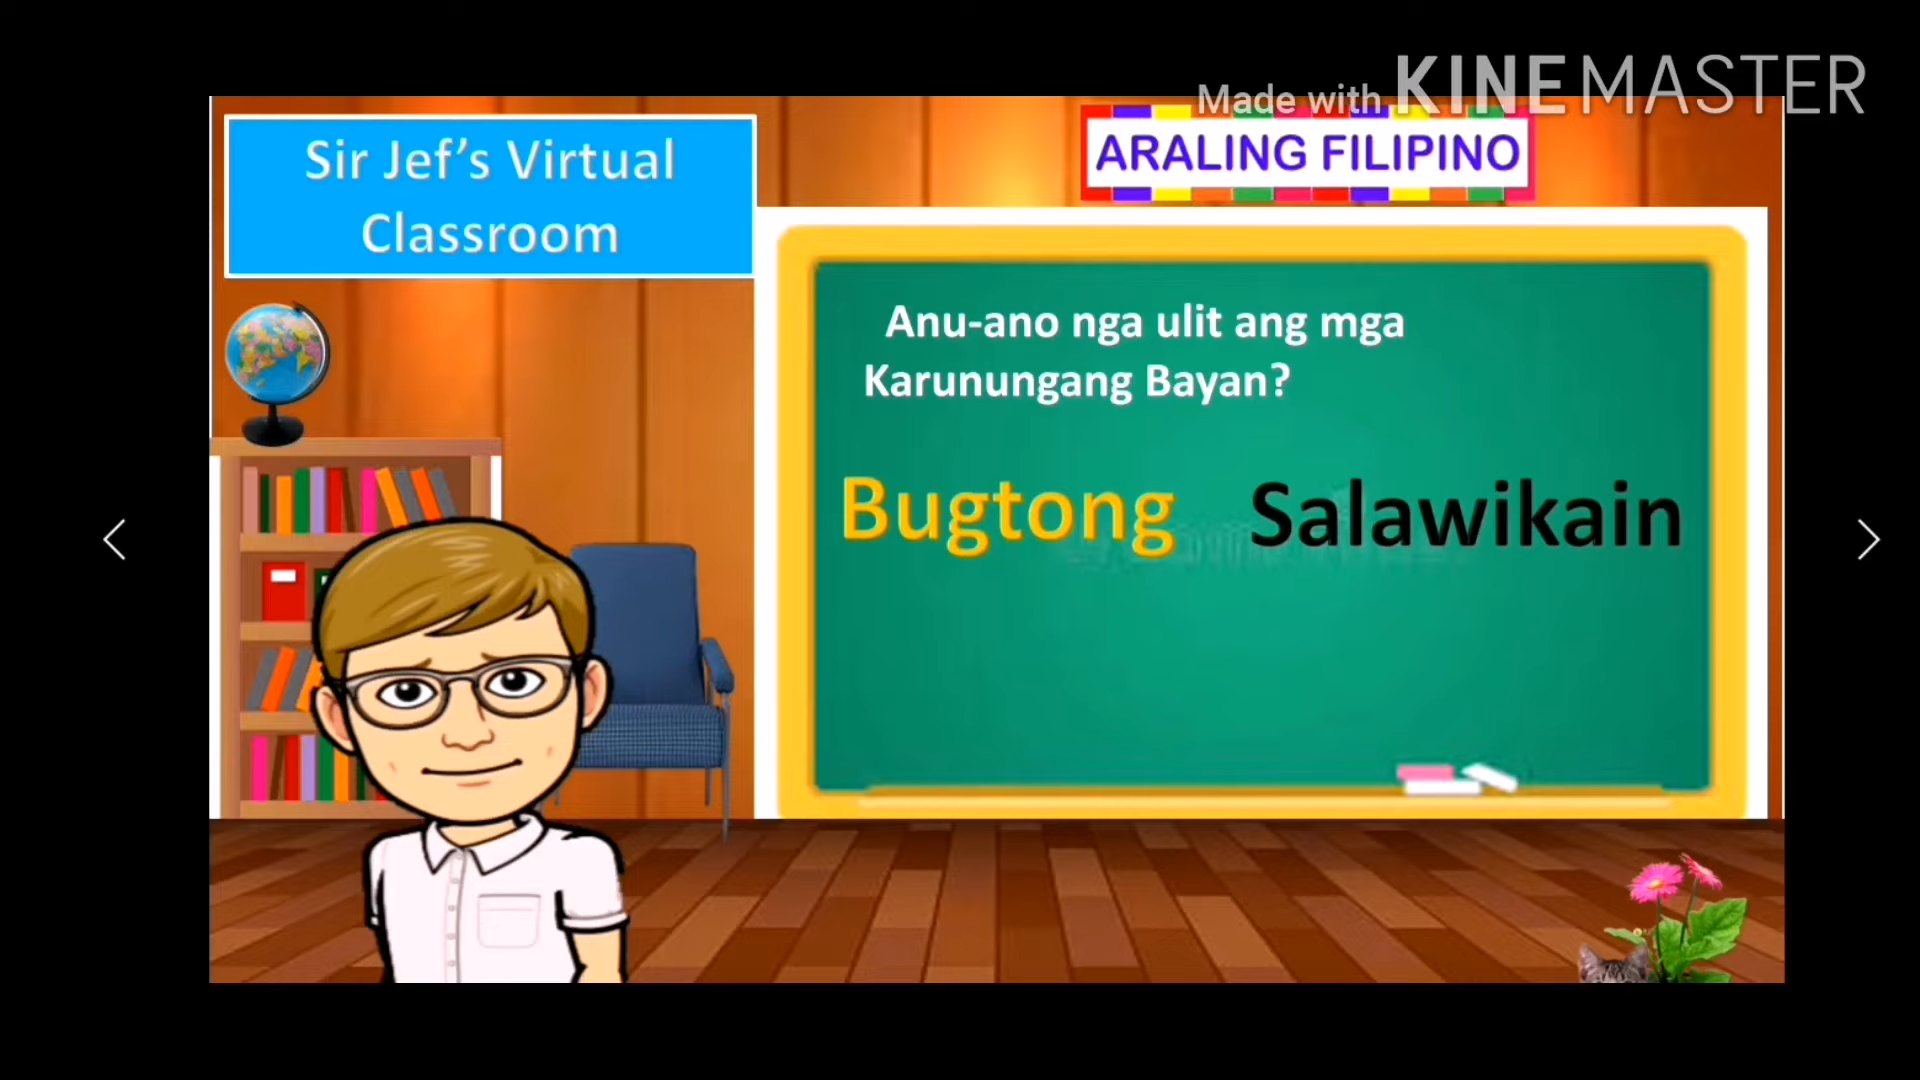 Made with KINEMASTER
Sir Jef's Virtual
Classroom
ARALING FILIPINO
Anu-ano nga ulit ang mga
Karunungang Bayan?
Bugtong Salawikain